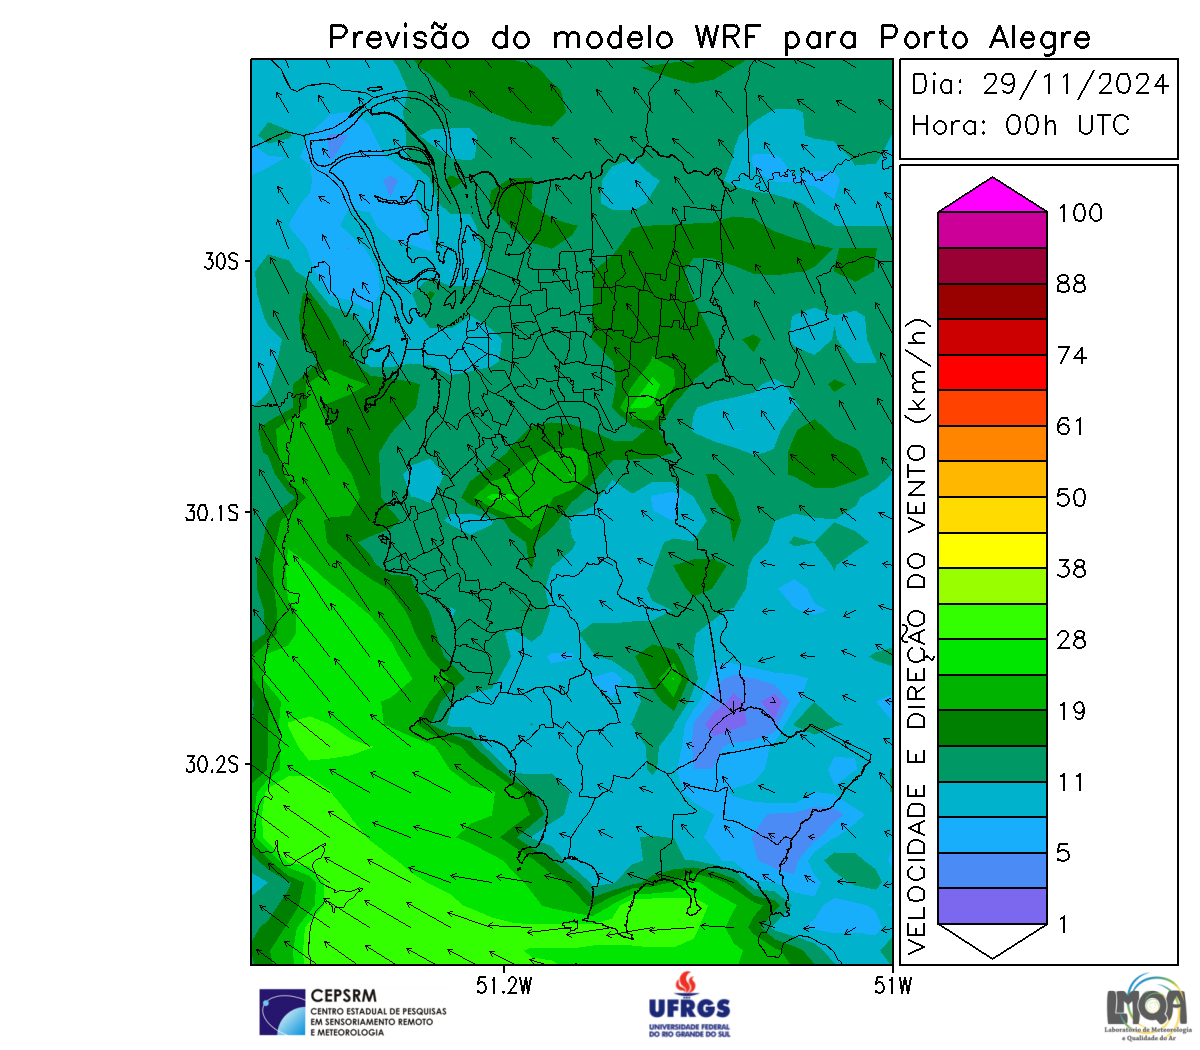 Previsão do modelo WRF para Porto Alegre
Dia: 29/11/2024
Hora: 00h UTC
30S
30.1S
30.2S
51.2W
51W
VELOCIDADE E DIREÇÃO DO VENTO (km/h)
100
88
74
61
50
38
28
19
11
5
1
CEPSRM
CENTRO ESTADUAL DE PESQUISAS
EM SENSORIAMENTO REMOTO
E METEOROLOGIA
UFRGS
UNIVERSIDADE FEDERAL
DO RIO GRANDE DO SUL
LMQA
Laboratório de Meteorologia
e Qualidade do Ar